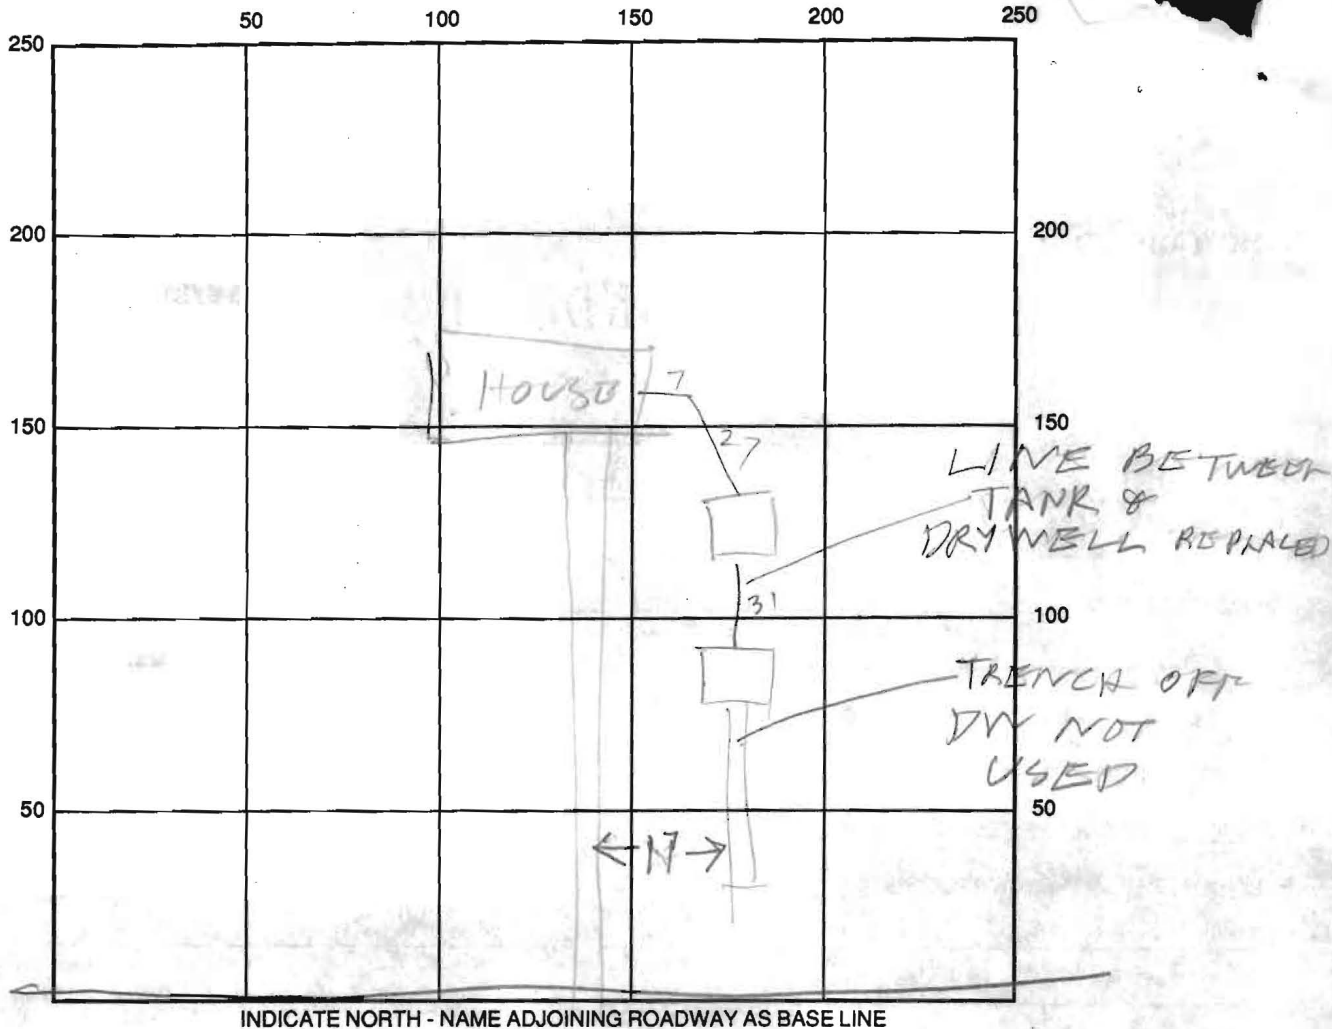 50 100 150 200 250
250
200 200
HOUSE 7
150 150
27
LINE BETWEEN
TANK &
DRYWELL REPLACED
31
100 100
TRENCH OFF
DW NOT
USED
50 50
17
INDICATE NORTH - NAME ADJOINING ROADWAY AS BASE LINE